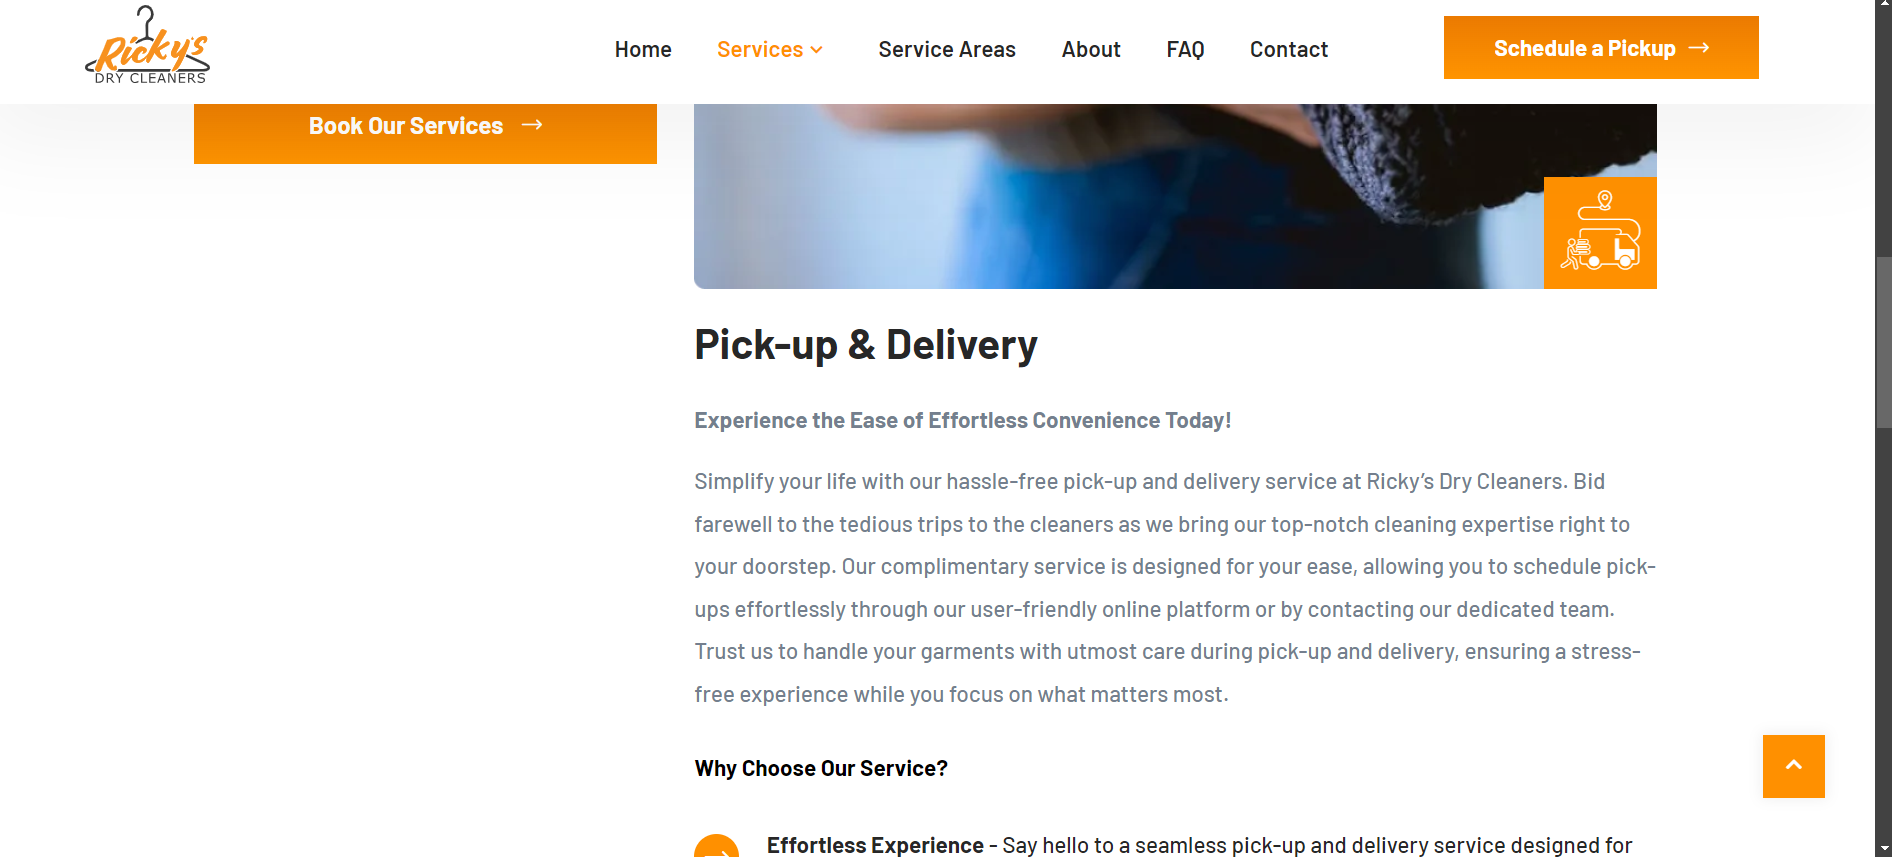 Ricky's
DRY CLEANERS
Home
Services
Service Areas
About
FAQ
Contact
Schedule a Pickup
Book Our Services
Pick-up & Delivery
Experience the Ease of Effortless Convenience Today!
Simplify your life with our hassle-free pick-up and delivery service at Ricky’s Dry Cleaners. Bid
farewell to the tedious trips to the cleaners as we bring our top-notch cleaning expertise right to
your doorstep. Our complimentary service is designed for your ease, allowing you to schedule pick-
ups effortlessly through our user-friendly online platform or by contacting our dedicated team.
Trust us to handle your garments with utmost care during pick-up and delivery, ensuring a stress-
free experience while you focus on what matters most.
Why Choose Our Service?
Effortless Experience - Say hello to a seamless pick-up and delivery service designed for